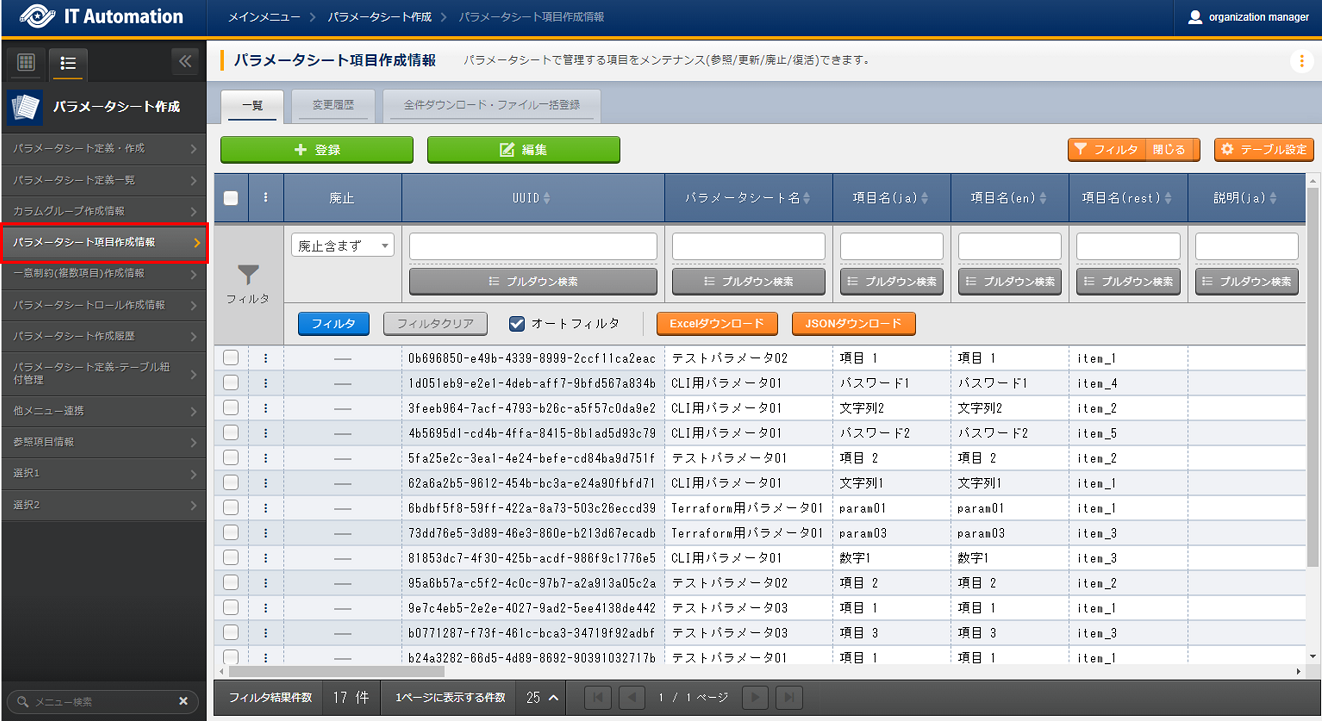 IT Automation
メインメニュー パラメータシート作成 パラメータシート項目作成情報
organization manager
パラメータシート作成
パラメータシート定義・作成
パラメータシート定義一覧
カラムグループ作成情報
パラメータシート項目作成情報
一意制約(複数項目)作成情報
パラメータシートロール作成情報
パラメータシート作成履歴
パラメータシート定義-テーブル紐
付管理
他メニュー連携
参照項目情報
選択1
選択2
メニュー検索
パラメータシート項目作成情報 パラメータシートで管理する項目をメンテナンス(参照/更新/廃止/復活)できます。
一覧 変更履歴 全件ダウンロード・ファイル一括登録
登録 編集 フィルタ 閉じる テーブル設定
廃止 UUID パラメータシート名 項目名(ja) 項目名(en) 項目名(rest) 説明(ja)
フィルタ
廃止含まず
プルダウン検索 プルダウン検索 プルダウン検索 プルダウン検索 プルダウン検索 プルダウン検索
フィルタ フィルタクリア オートフィルタ Excelダウンロード JSONダウンロード
0b696850-e49b-4339-8999-2ccf11ca2eac テストパラメータ02 項目 1 項目 1 item_1
1d051eb9-e2e1-4deb-aff7-9bfd567a834b CLI用パラメータ01 パスワード1 パスワード1 item_4
3feeb964-7acf-4793-b26c-a5f57c0da9e2 CLI用パラメータ01 文字列2 文字列2 item_2
4b5695d1-cd4b-4ffa-8415-8b1ad5d93c79 CLI用パラメータ01 パスワード2 パスワード2 item_5
5fa25e2c-3ea1-4e24-befe-cd84ba9d751f テストパラメータ01 項目 2 項目 2 item_2
62a6a2b5-9612-454b-bc3a-e24a90fbfd71 CLI用パラメータ01 文字列1 文字列1 item_1
6bdbf5f8-59ff-422a-8a73-503c26eccd39 Terraform用パラメータ01 param01 param01 item_1
73dd76e5-3d89-46e3-860e-b213d67ecadb Terraform用パラメータ01 param03 param03 item_3
81853dc7-4f30-425b-acdf-986f9c1776e5 CLI用パラメータ01 数字1 数字1 item_3
95a8b57a-c5f2-4c0c-97b7-a2a913a05c2a テストパラメータ02 項目 2 項目 2 item_2
9e7c4eb5-2e2e-4027-9ad2-5ee4138de442 テストパラメータ03 項目 1 項目 1 item_1
b0771287-f73f-461c-bca3-34719f92adbf テストパラメータ03 項目 3 項目 3 item_3
b24a3282-66d5-4d89-8692-90391032717b テストパラメータ01 項目 1 項目 1 item_1
フィルタ結果件数 17 件 1ページに表示する件数 25 1 / 1 ページ